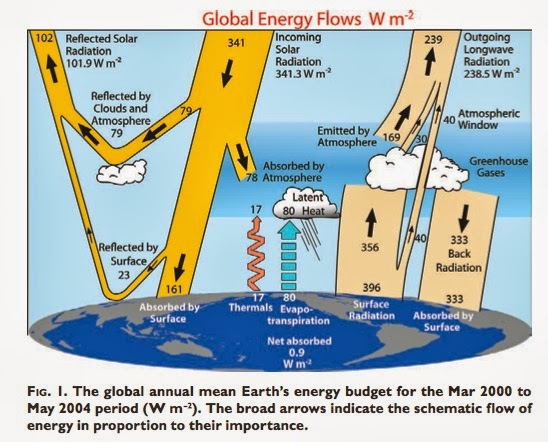 Global Energy Flows W m⁻²
102
Reflected Solar
Radiation
101.9 W m⁻²
341
Incoming
Solar
Radiation
341.3 W m⁻²
239
Outgoing
Longwave
Radiation
238.5 W m⁻²
Reflected by
Clouds and
Atmosphere
79
79
Emitted by
Atmosphere
169
30
40
Atmospheric
Window
Greenhouse
Gases
78
Absorbed by
Atmosphere
17
Latent
80 Heat
Reflected by
Surface
23
356
40
333
Back
Radiation
161
Absorbed by
Surface
17
Thermals
80
Evapo-
transpiration
396
Surface
Radiation
333
Absorbed by
Surface
Net absorbed
0.9
W m⁻²
FIG. 1. The global annual mean Earth's energy budget for the Mar 2000 to
May 2004 period (W m⁻²). The broad arrows indicate the schematic flow of
energy in proportion to their importance.